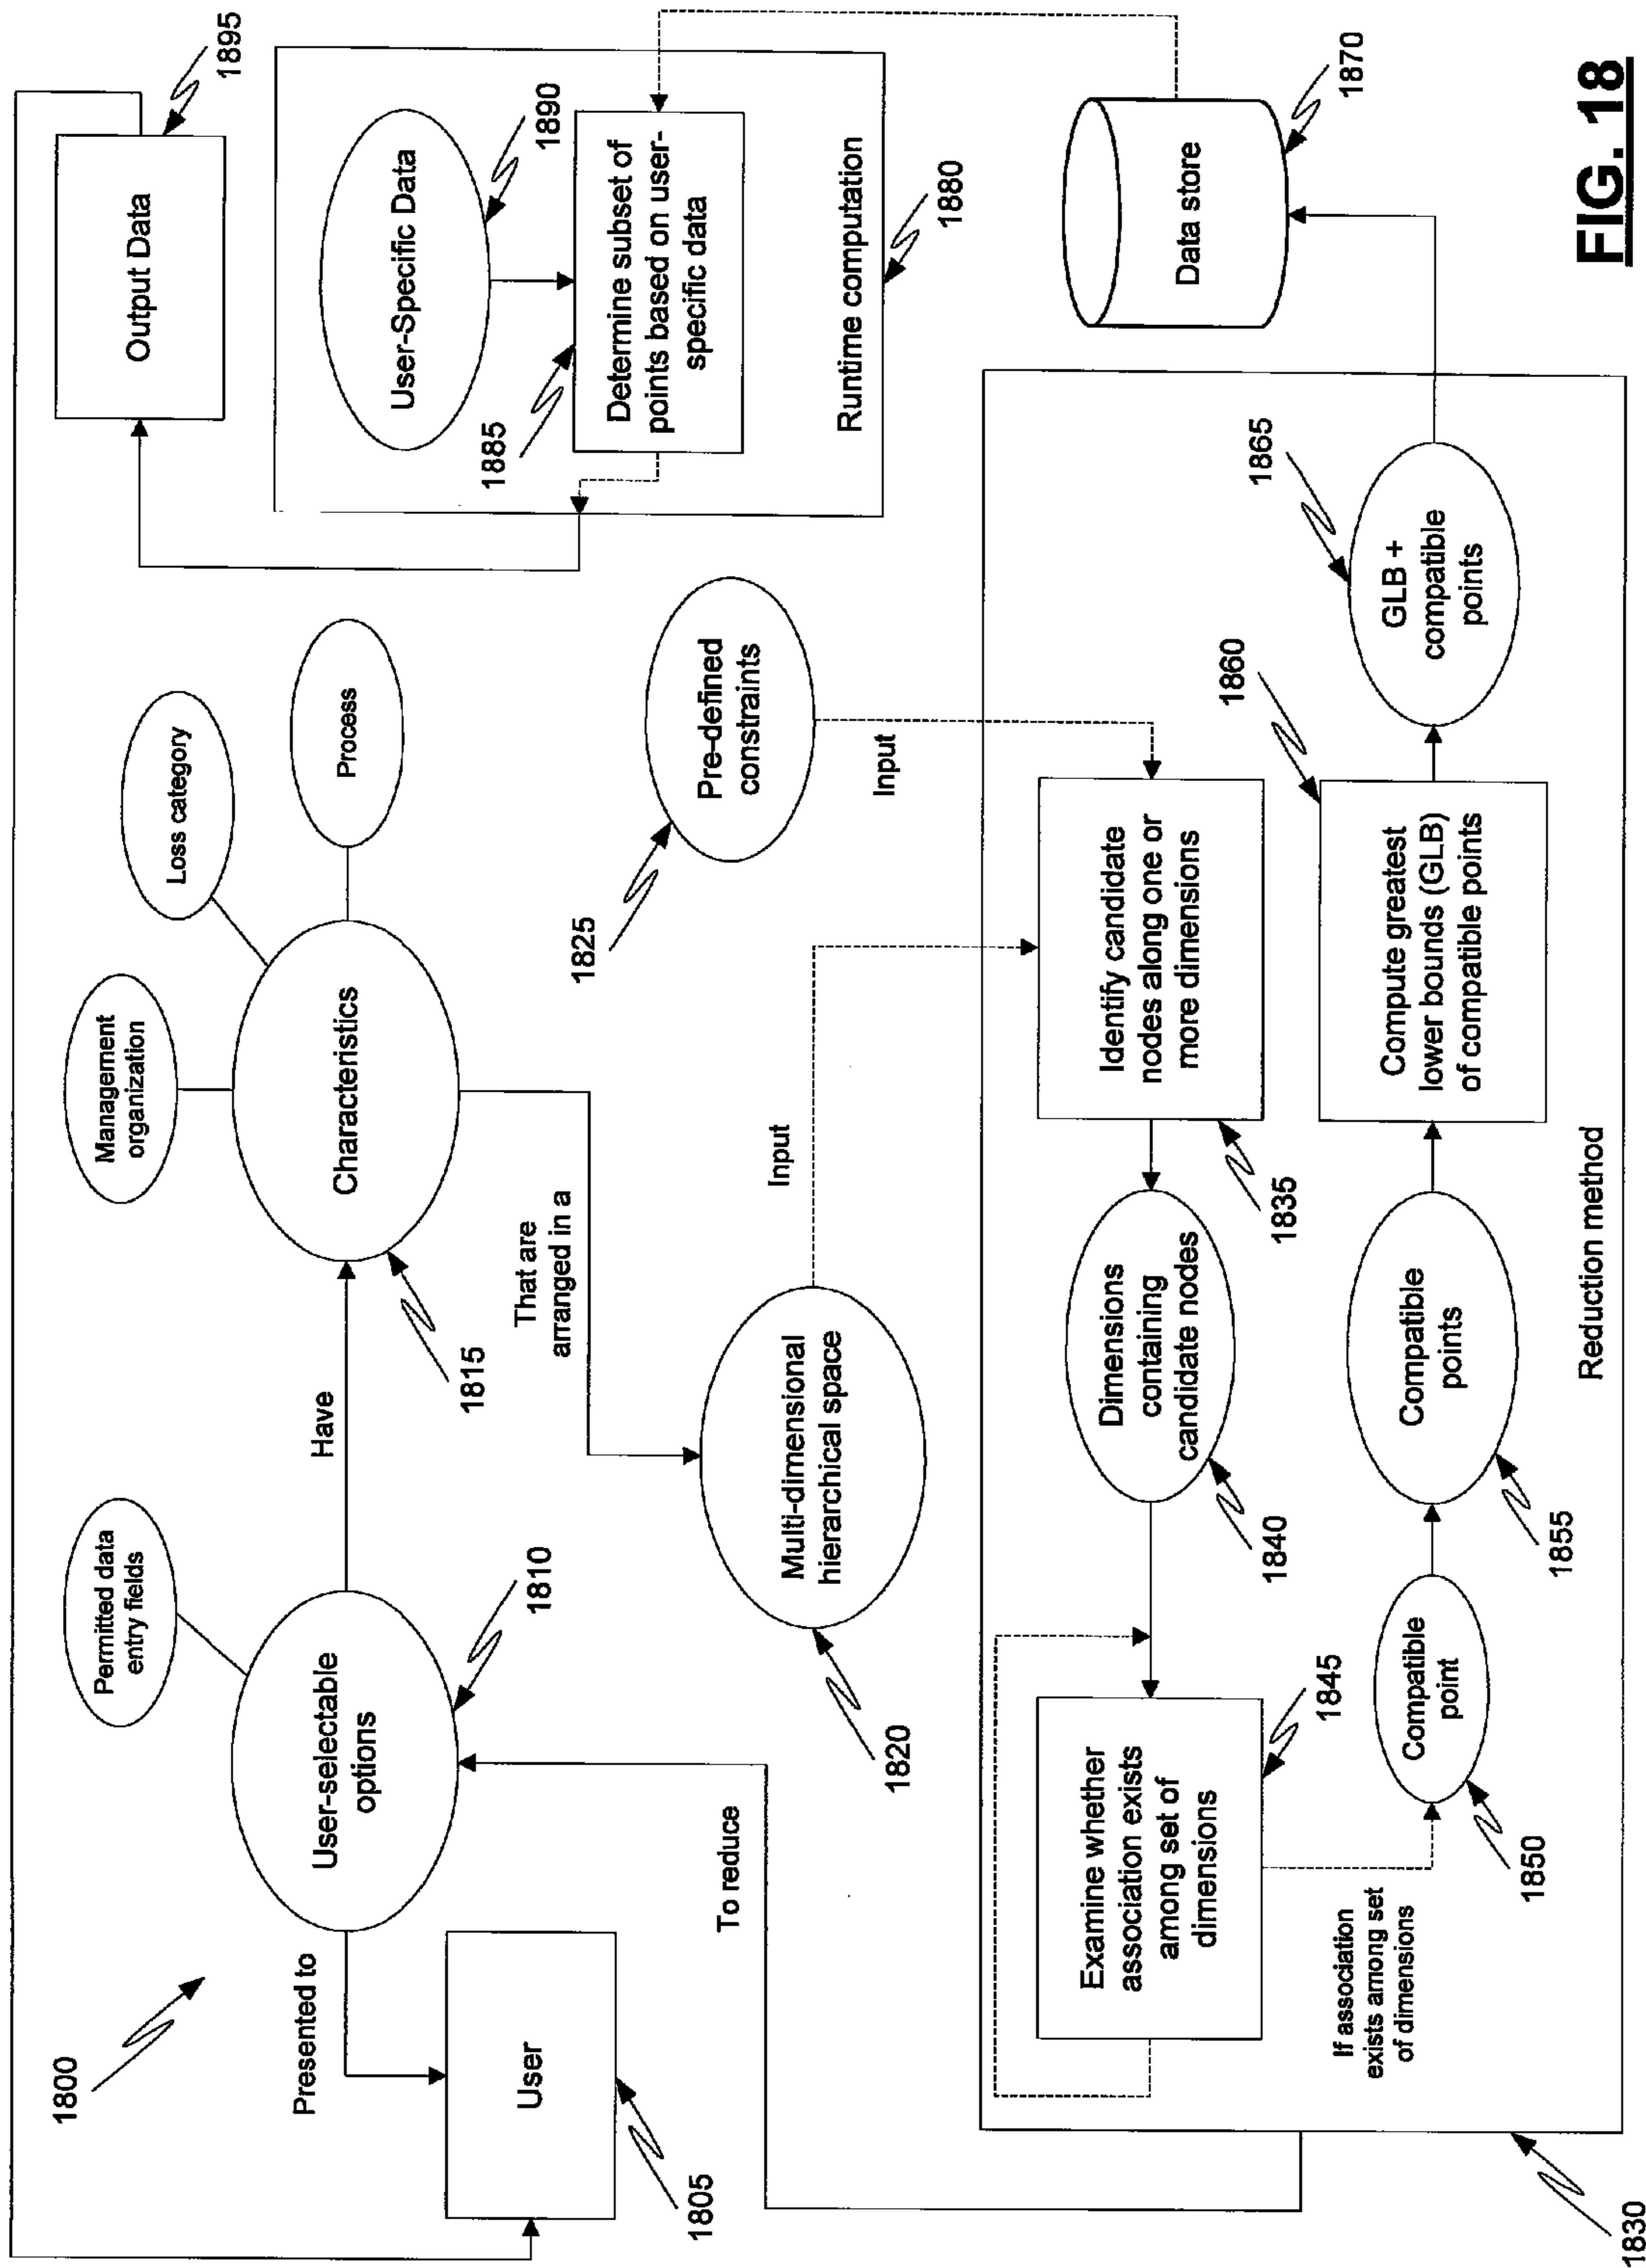 1800
Permitted data
entry fields
Management
organization
Loss category
Process
Output Data
1895
User-selectable
options
1810
Have
Characteristics
1815
Presented to
User
1805
That are
arranged in a
Multi-dimensional
hierarchical space
1820
Pre-defined
constraints
1825
Input
Input
User-Specific Data
1890
1885
Determine subset of
points based on user-
specific data
Runtime computation
1880
To reduce
Examine whether
association exists
among set of
dimensions
1845
Dimensions
containing
candidate nodes
1840
Identify candidate
nodes along one or
more dimensions
1835
If association
exists among set
of dimensions
Compatible
point
1850
Compatible
points
1855
Compute greatest
lower bounds (GLB)
of compatible points
1860
GLB +
compatible
points
1865
Reduction method
1830
Data store
1870
FIG. 18